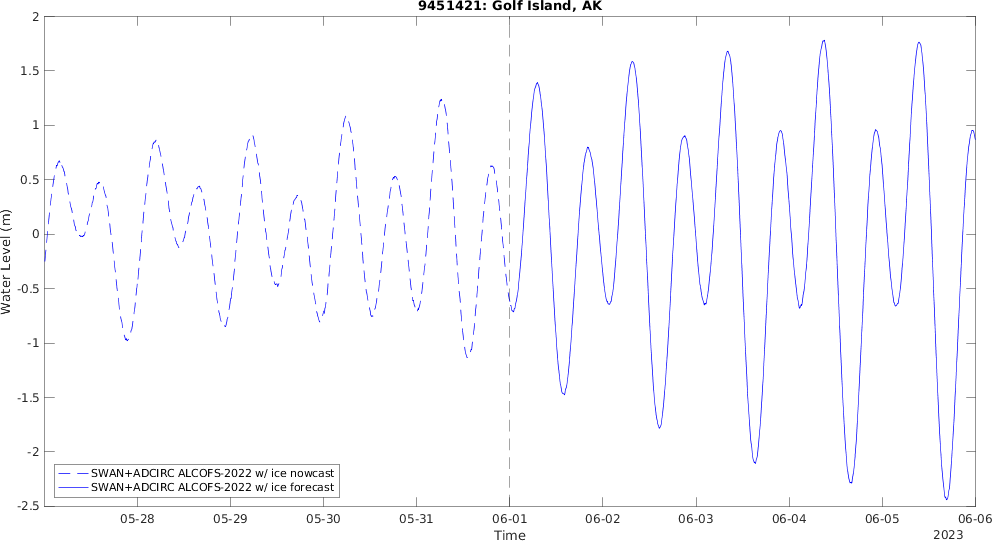 9451421: Golf Island, AK
Water Level (m)
2
1.5
1
0.5
0
-0.5
-1
-1.5
-2
-2.5
SWAN+ADCIRC ALCOFS-2022 w/ ice nowcast
SWAN+ADCIRC ALCOFS-2022 w/ ice forecast
05-28 05-29 05-30 05-31 06-01 06-02 06-03 06-04 06-05 06-06
Time
2023